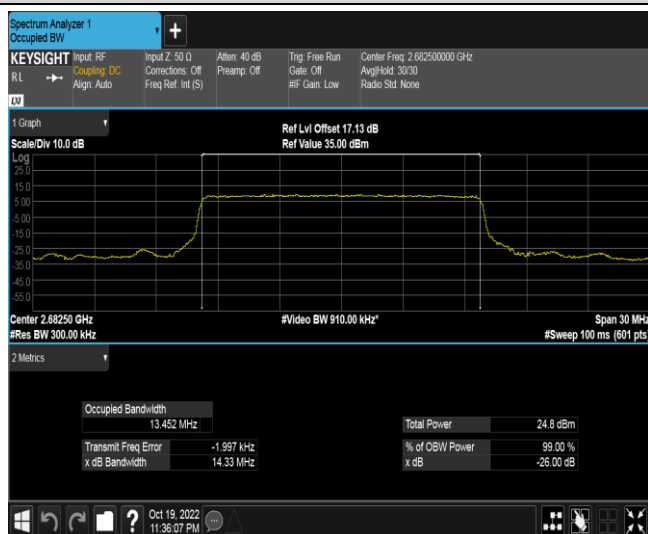 Spectrum Analyzer 1
Occupied BW
+
KEYSIGHT
RL
LXI
Input: RF
Coupling: DC
Align: Auto
Input Z: 50 Ω
Corrections: Off
Freq Ref: Int (S)
Atten: 40 dB
Preamp: Off
Trig: Free Run
Gate: Off
#IF Gain: Low
Center Freq: 2.682500000 GHz
Avg|Hold: 30/30
Radio Std: None
1 Graph
Scale/Div 10.0 dB
Ref Lvl Offset 17.13 dB
Ref Value 35.00 dBm
Log
25.0
15.0
5.00
-5.00
-15.0
-25.0
-35.0
-45.0
-55.0
Center 2.68250 GHz
#Res BW 300.00 kHz
#Video BW 910.00 kHz*
Span 30 MHz
#Sweep 100 ms (601 pts)
2 Metrics
Occupied Bandwidth
13.452 MHz
Transmit Freq Error -1.997 kHz
x dB Bandwidth 14.33 MHz
Total Power 24.8 dBm
% of OBW Power 99.00 %
x dB -26.00 dB
?
Oct 19, 2022
11:36:07 PM